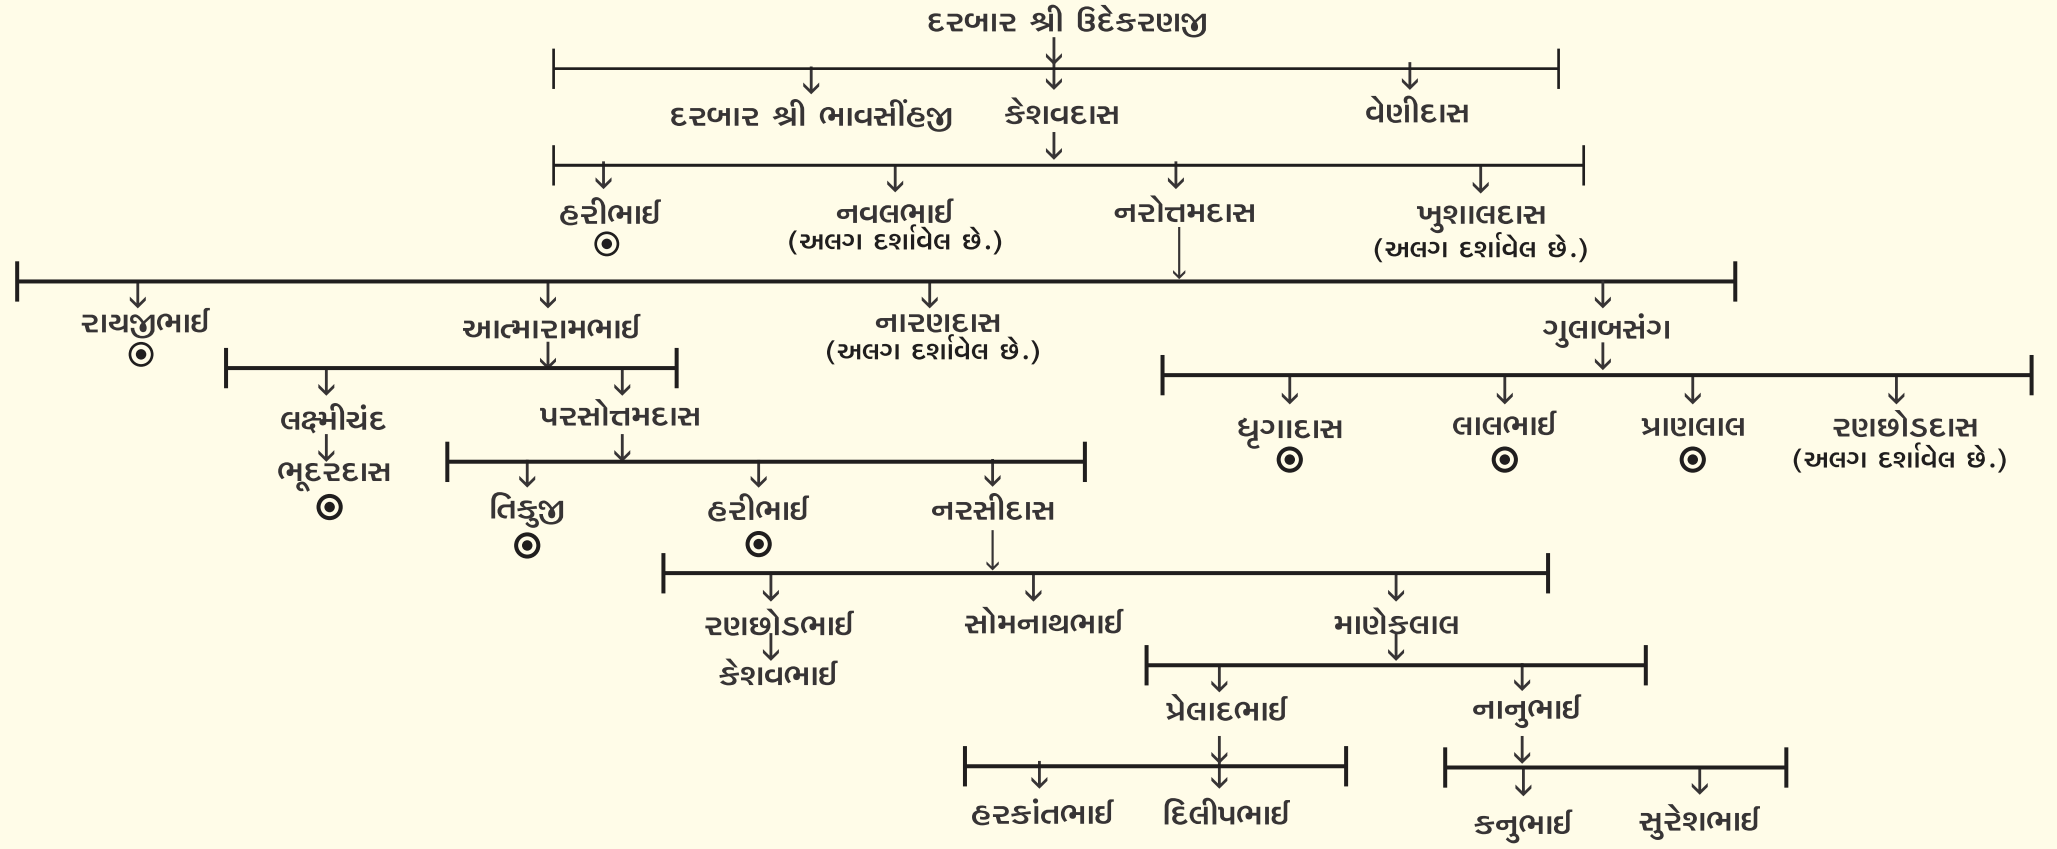 દરબાર શ્રી ઉદેકરણજી
દરબાર શ્રી ભાવસીંહજી કેશવદાસ વેણીદાસ
હરીભાઈ નવલભાઈ નરોત્તમદાસ ખુશાલદાસ
(અલગ દર્શાવેલ છે.) (અલગ દર્શાવેલ છે.)
રાયજીભાઈ આત્મારામભાઈ નારણદાસ ગુલાબસંગ
(અલગ દર્શાવેલ છે.)
લક્ષ્મીચંદ પરસોત્તમદાસ ધૃગાદાસ લાલભાઈ પ્રાણલાલ રણછોડદાસ
ભૂદરદાસ (અલગ દર્શાવેલ છે.)
તિકુજી હરીભાઈ નરસીદાસ
રણછોડભાઈ સોમનાથભાઈ માણેકલાલ
કેશવભાઈ
પ્રેલાદભાઈ નાનુભાઈ
હરકાંતભાઈ દિલીપભાઈ કનુભાઈ સુરેશભાઈ